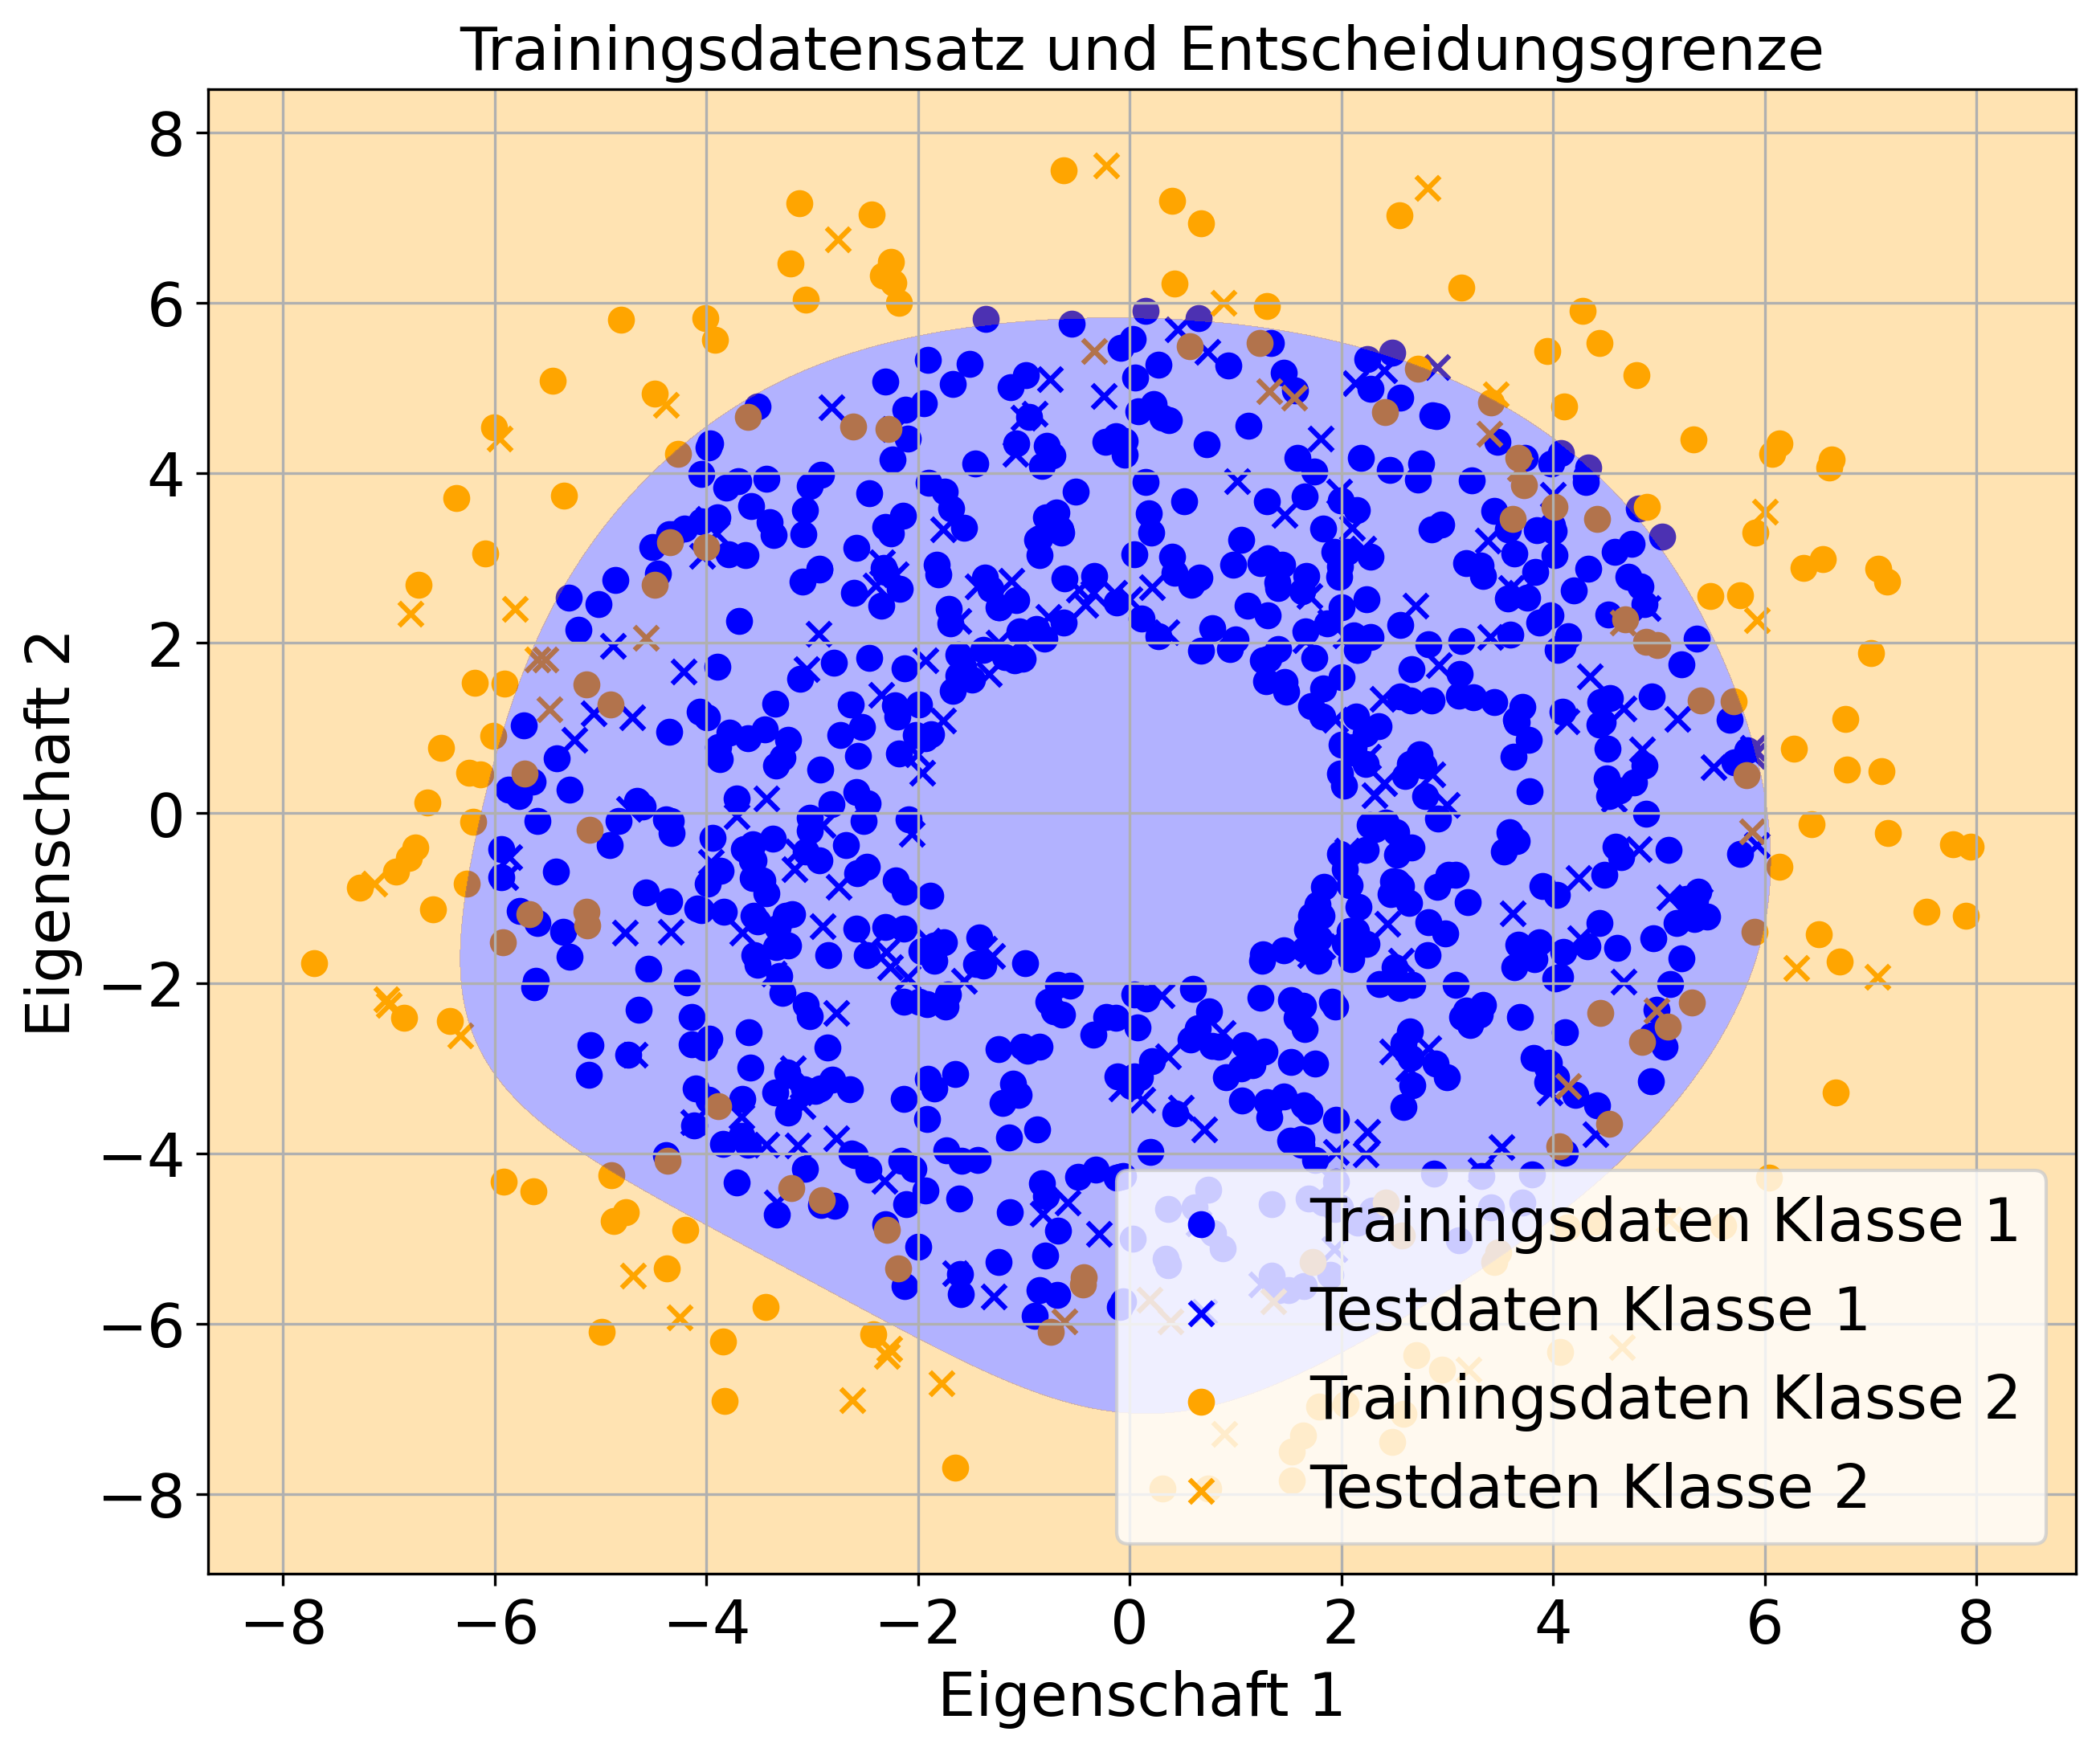 Trainingsdatensatz und Entscheidungsgrenze
Eigenschaft 2
8
6
4
2
0
−2
−4
−6
−8
Trainingsdaten Klasse 1
Testdaten Klasse 1
Trainingsdaten Klasse 2
Testdaten Klasse 2
−8 −6 −4 −2 0 2 4 6 8
Eigenschaft 1